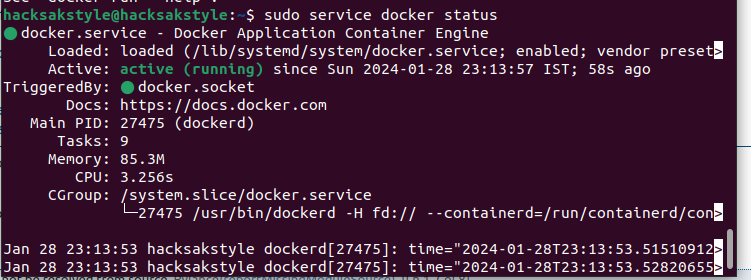 hacksakstyle@hacksakstyle:~$ sudo service docker status
● docker.service - Docker Application Container Engine
Loaded: loaded (/lib/systemd/system/docker.service; enabled; vendor preset>
Active: active (running) since Sun 2024-01-28 23:13:57 IST; 58s ago
TriggeredBy: ● docker.socket
Docs: https://docs.docker.com
Main PID: 27475 (dockerd)
Tasks: 9
Memory: 85.3M
CPU: 3.256s
CGroup: /system.slice/docker.service
└─27475 /usr/bin/dockerd -H fd:// --containerd=/run/containerd/con>
Jan 28 23:13:53 hacksakstyle dockerd[27475]: time="2024-01-28T23:13:53.51510912>
Jan 28 23:13:53 hacksakstyle dockerd[27475]: time="2024-01-28T23:13:53.52820655>